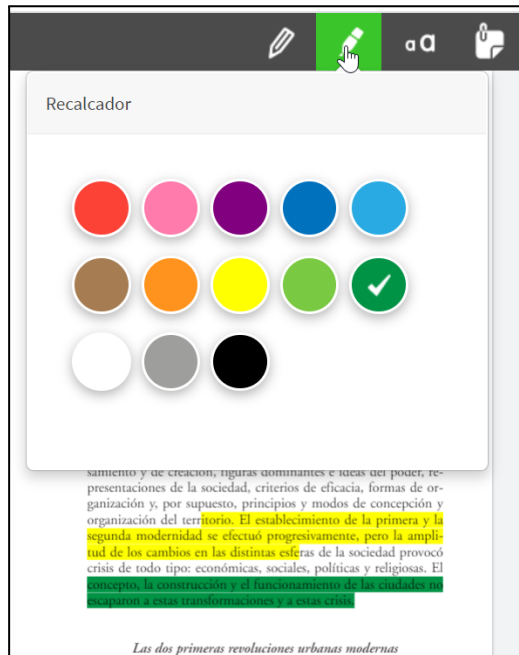 aa
Recalcador
samiento y de creación, figuras dominantes e ideas del poder, re-
presentaciones de la sociedad, criterios de eficacia, formas de or-
ganización y, por supuesto, principios y modos de concepción y
organización del territorio. El establecimiento de la primera y la
segunda modernidad se efectuó progresivamente, pero la ampli-
tud de los cambios en las distintas esferas de la sociedad provocó
crisis de todo tipo: económicas, sociales, políticas y religiosas. El
concepto, la construcción y el funcionamiento de las ciudades no
escaparon a estas transformaciones y a estas crisis.
Las dos primeras revoluciones urbanas modernas